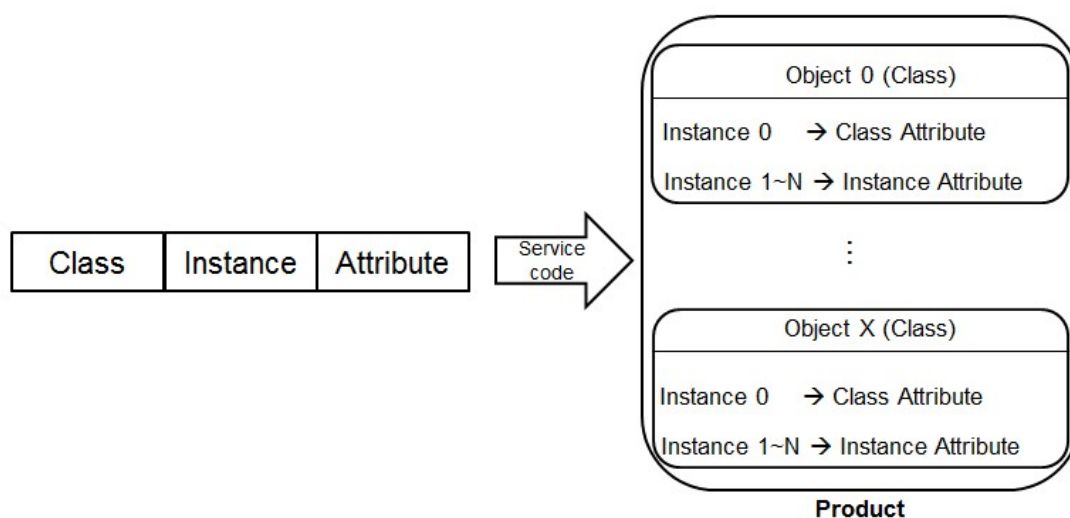 Class Instance Attribute
Service
code
Object 0 (Class)
Instance 0 → Class Attribute
Instance 1~N → Instance Attribute
⋮
Object X (Class)
Instance 0 → Class Attribute
Instance 1~N → Instance Attribute
Product